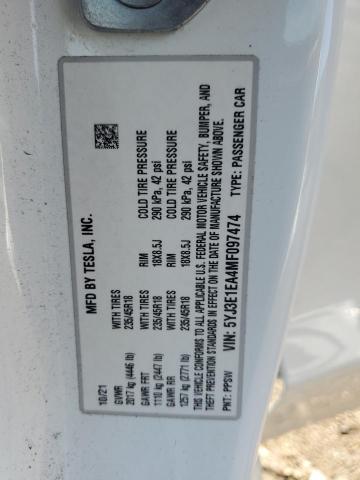 MFD BY TESLA, INC.
10/21
GVWR WITH TIRES RIM COLD TIRE PRESSURE
2017 kg (4446 lb) 235/45R18 18X8.5J 290 kPa, 42 psi
GAWR FRT WITH TIRES RIM COLD TIRE PRESSURE
1110 kg (2447 lb) 235/45R18 18X8.5J 290 kPa, 42 psi
GAWR RR
1257 kg (2771 lb)
THIS VEHICLE CONFORMS TO ALL APPLICABLE U.S. FEDERAL MOTOR VEHICLE SAFETY, BUMPER, AND
THEFT PREVENTION STANDARDS IN EFFECT ON THE DATE OF MANUFACTURE SHOWN ABOVE.
VIN: 5YJ3E1EA4MF097474 TYPE: PASSENGER CAR
PNT: PPSW